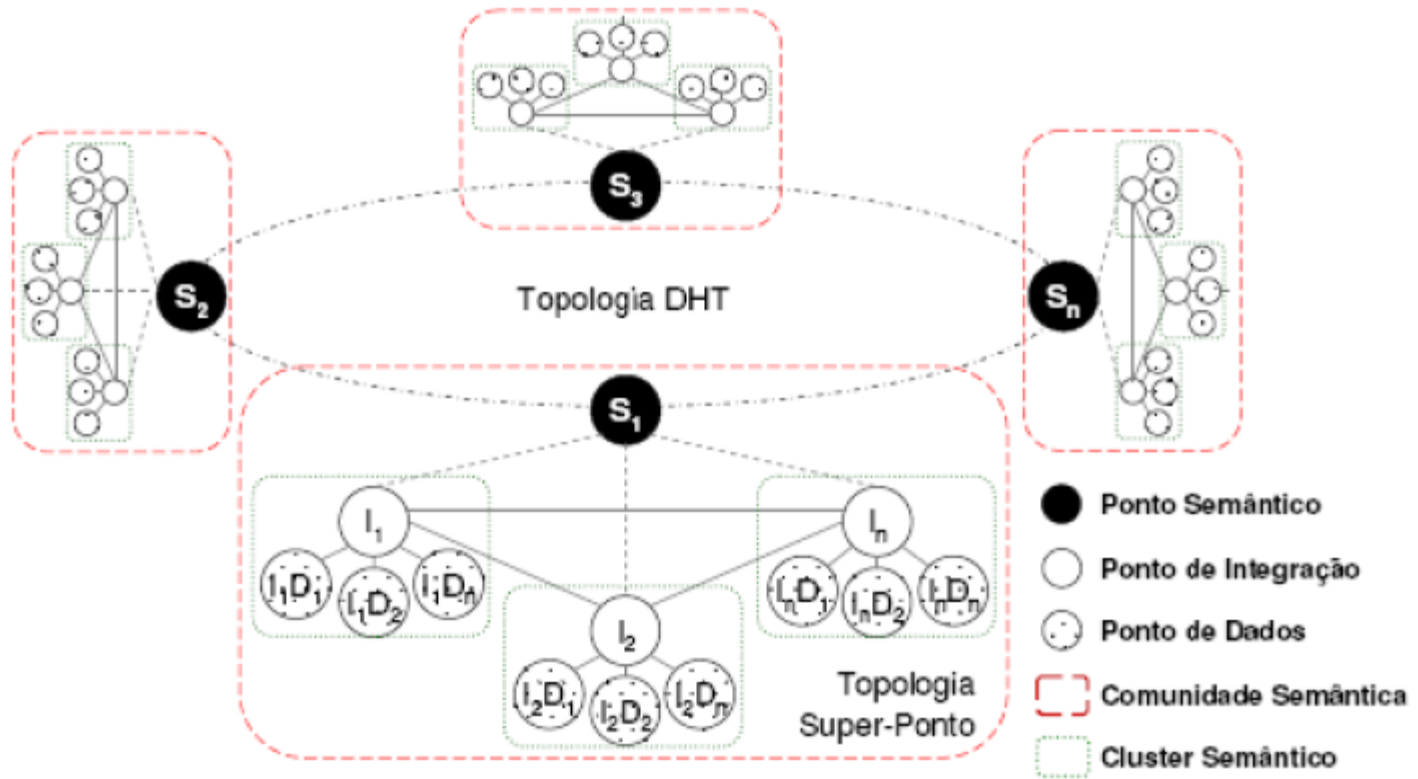 S₃
S₂
Sₙ
Topologia DHT
S₁
I₁
Iₙ
I₁D₁
I₁D₂
I₁Dₙ
IₙD₁
IₙD₂
IₙDₙ
I₂
I₂D₁
I₂D₂
I₂Dₙ
Topologia
Super-Ponto
Ponto Semântico
Ponto de Integração
Ponto de Dados
Comunidade Semântica
Cluster Semântico